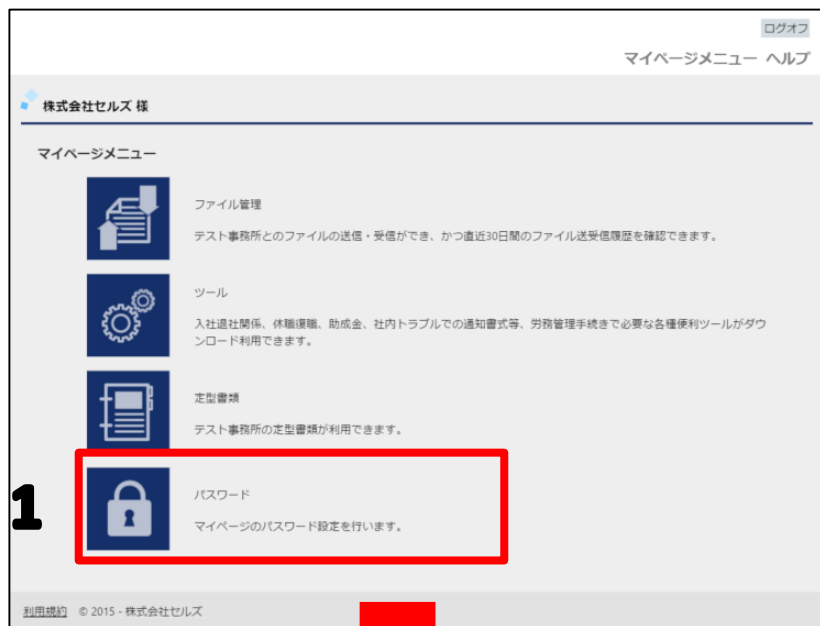 ログオフ
マイページメニュー ヘルプ
株式会社セルズ 様
マイページメニュー
ファイル管理
テスト事務所とのファイルの送信・受信ができ、かつ直近30日間のファイル送受信履歴を確認できます。
ツール
入社退社関係、休職復職、助成金、社内トラブルでの通知書式等、労務管理手続きで必要な各種便利ツールがダウ
ンロード利用できます。
定型書類
テスト事務所の定型書類が利用できます。
1
パスワード
マイページのパスワード設定を行います。
利用規約 © 2015 - 株式会社セルズ